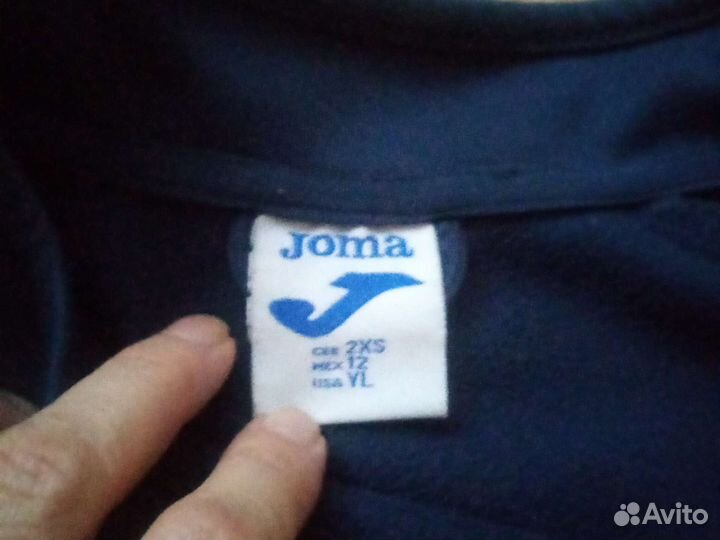 Joma
CEE 2XS
MEX 12
USA YL
Avito